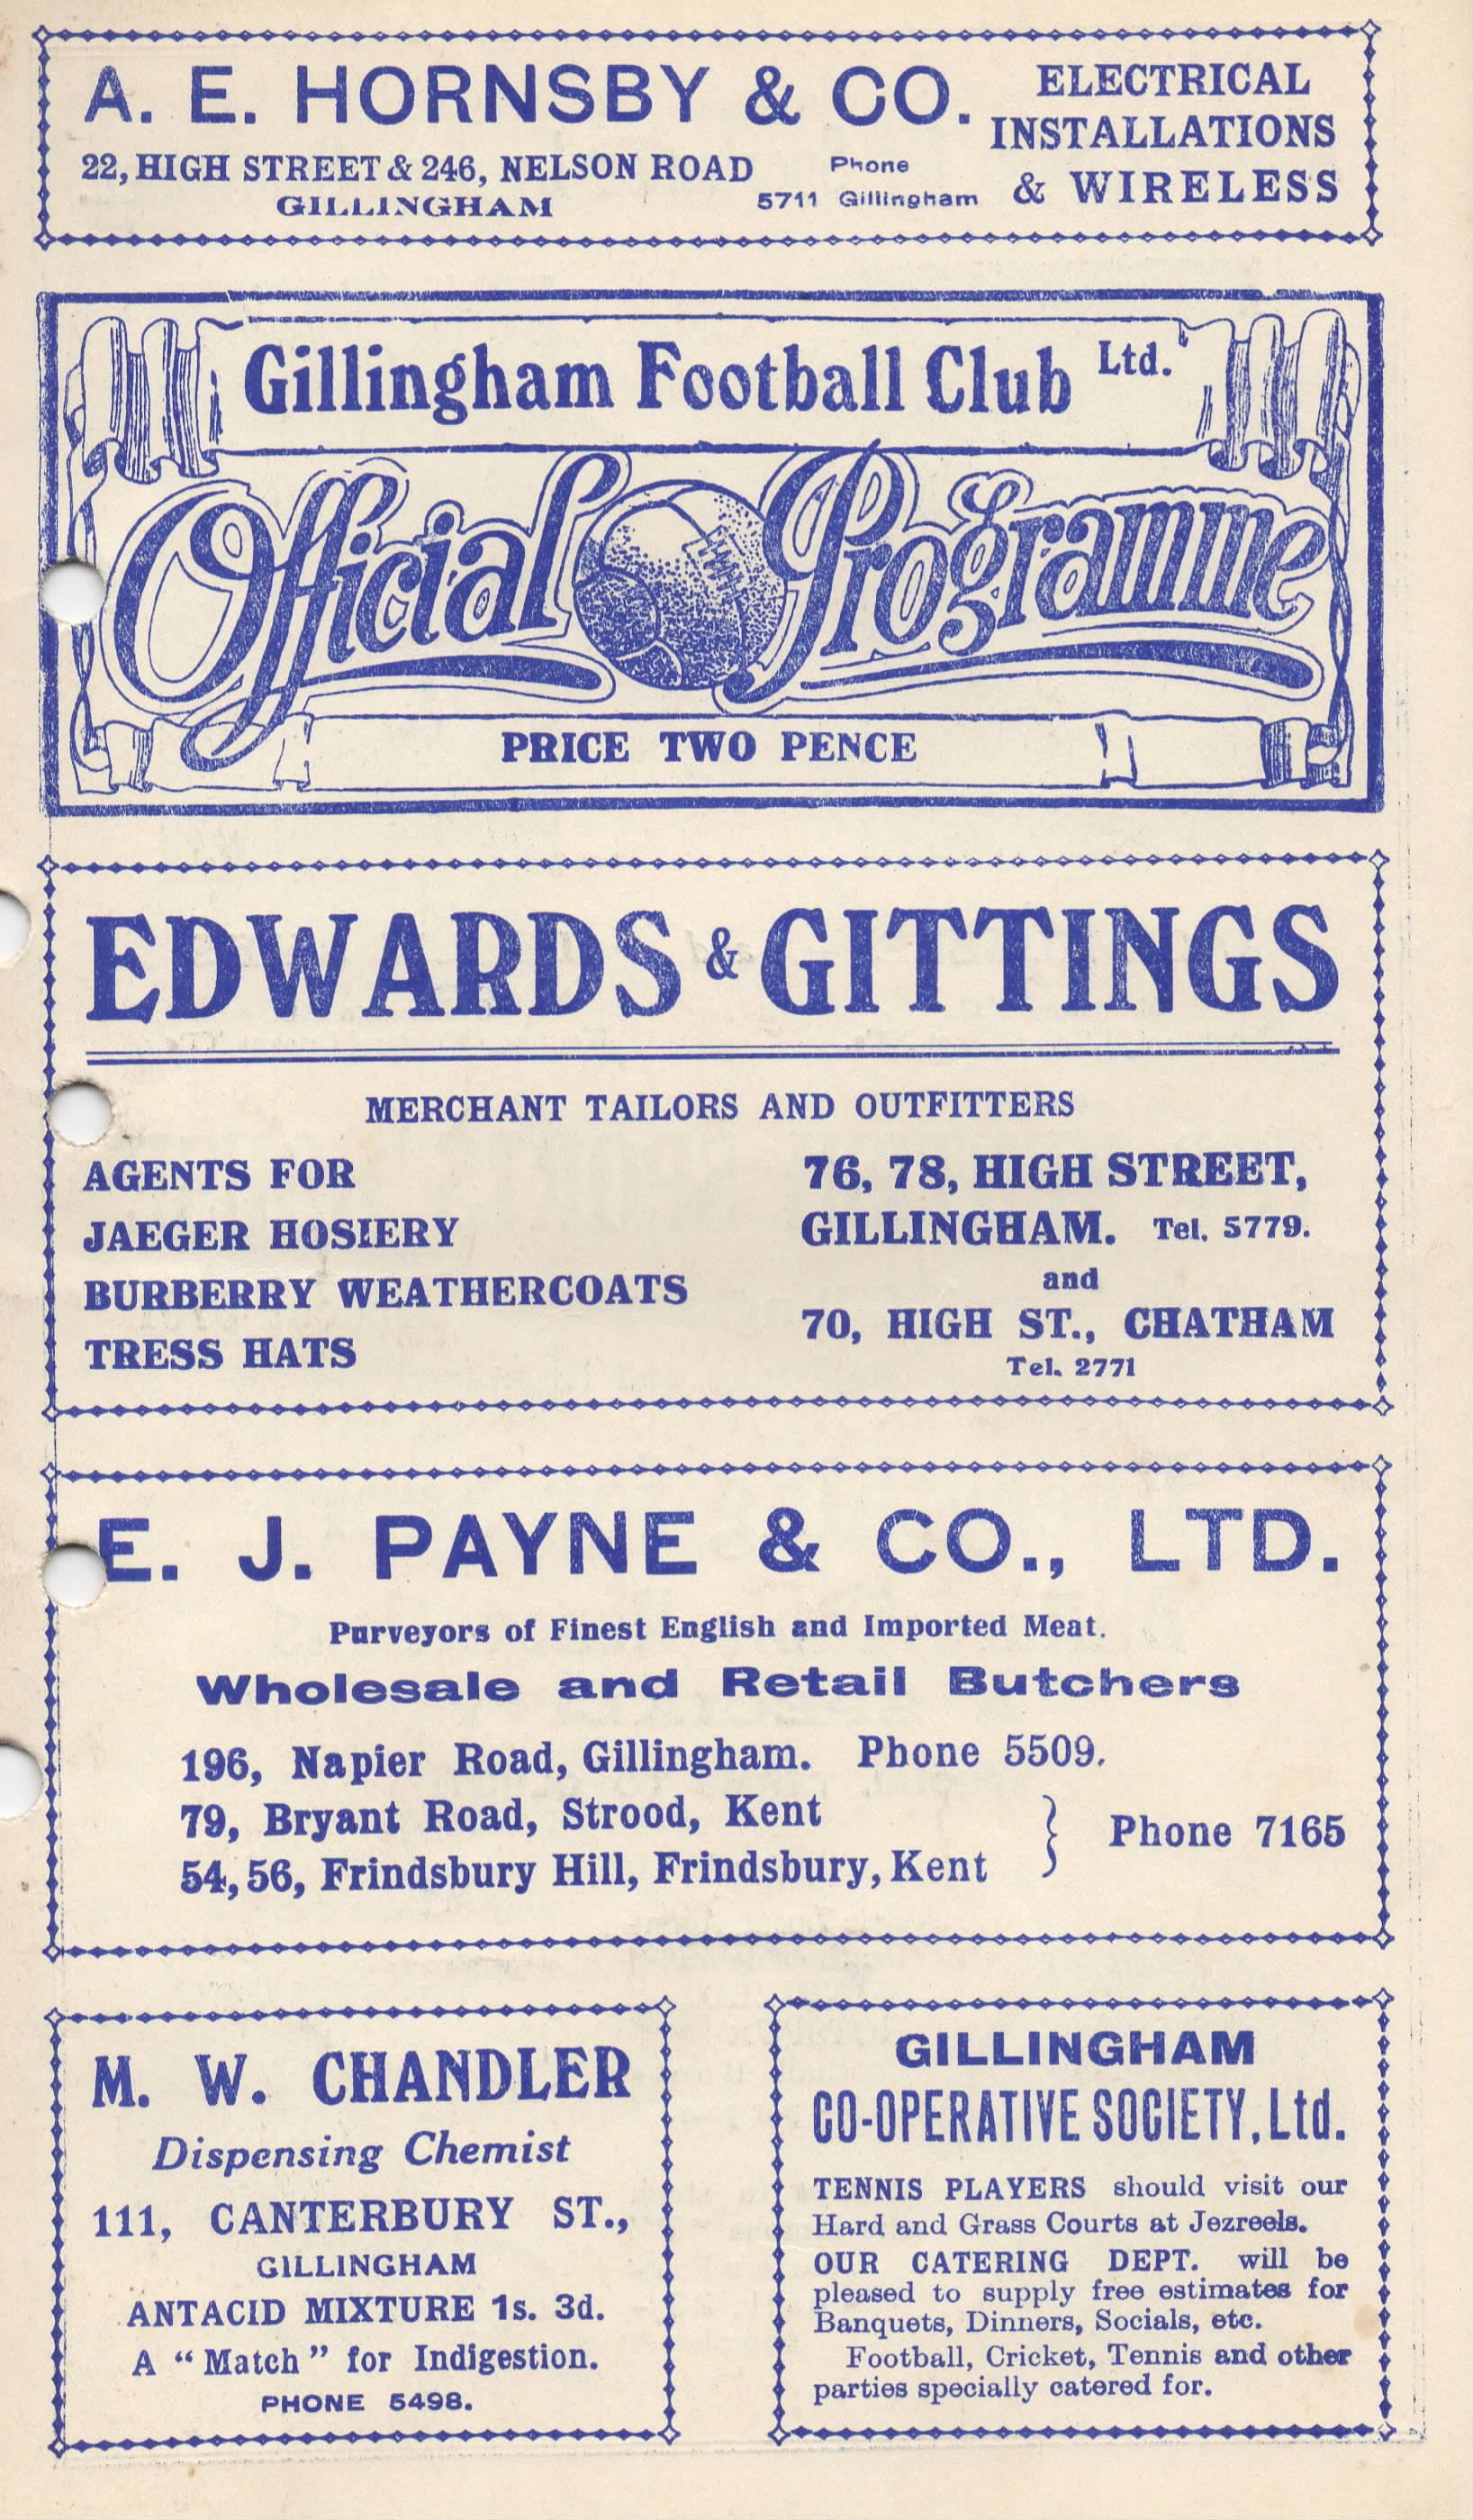 A. E. HORNSBY & CO.
22, HIGH STREET & 246, NELSON ROAD
GILLINGHAM
Phone
5711 Gillingham
ELECTRICAL
INSTALLATIONS
& WIRELESS
Gillingham Football Club Ltd.
Official Programme
PRICE TWO PENCE
EDWARDS & GITTINGS
MERCHANT TAILORS AND OUTFITTERS
AGENTS FOR
JAEGER HOSIERY
BURBERRY WEATHERCOATS
TRESS HATS
76, 78, HIGH STREET,
GILLINGHAM. Tel. 5779.
and
70, HIGH ST., CHATHAM
Tel. 2771
E. J. PAYNE & CO., LTD.
Purveyors of Finest English and Imported Meat.
Wholesale and Retail Butchers
196, Napier Road, Gillingham. Phone 5509.
79, Bryant Road, Strood, Kent
54, 56, Frindsbury Hill, Frindsbury, Kent
} Phone 7165
M. W. CHANDLER
Dispensing Chemist
111, CANTERBURY ST.,
GILLINGHAM
ANTACID MIXTURE 1s. 3d.
A "Match" for Indigestion.
PHONE 5498.
GILLINGHAM
CO-OPERATIVE SOCIETY, Ltd.
TENNIS PLAYERS should visit our
Hard and Grass Courts at Jezreels.
OUR CATERING DEPT. will be
pleased to supply free estimates for
Banquets, Dinners, Socials, etc.
Football, Cricket, Tennis and other
parties specially catered for.